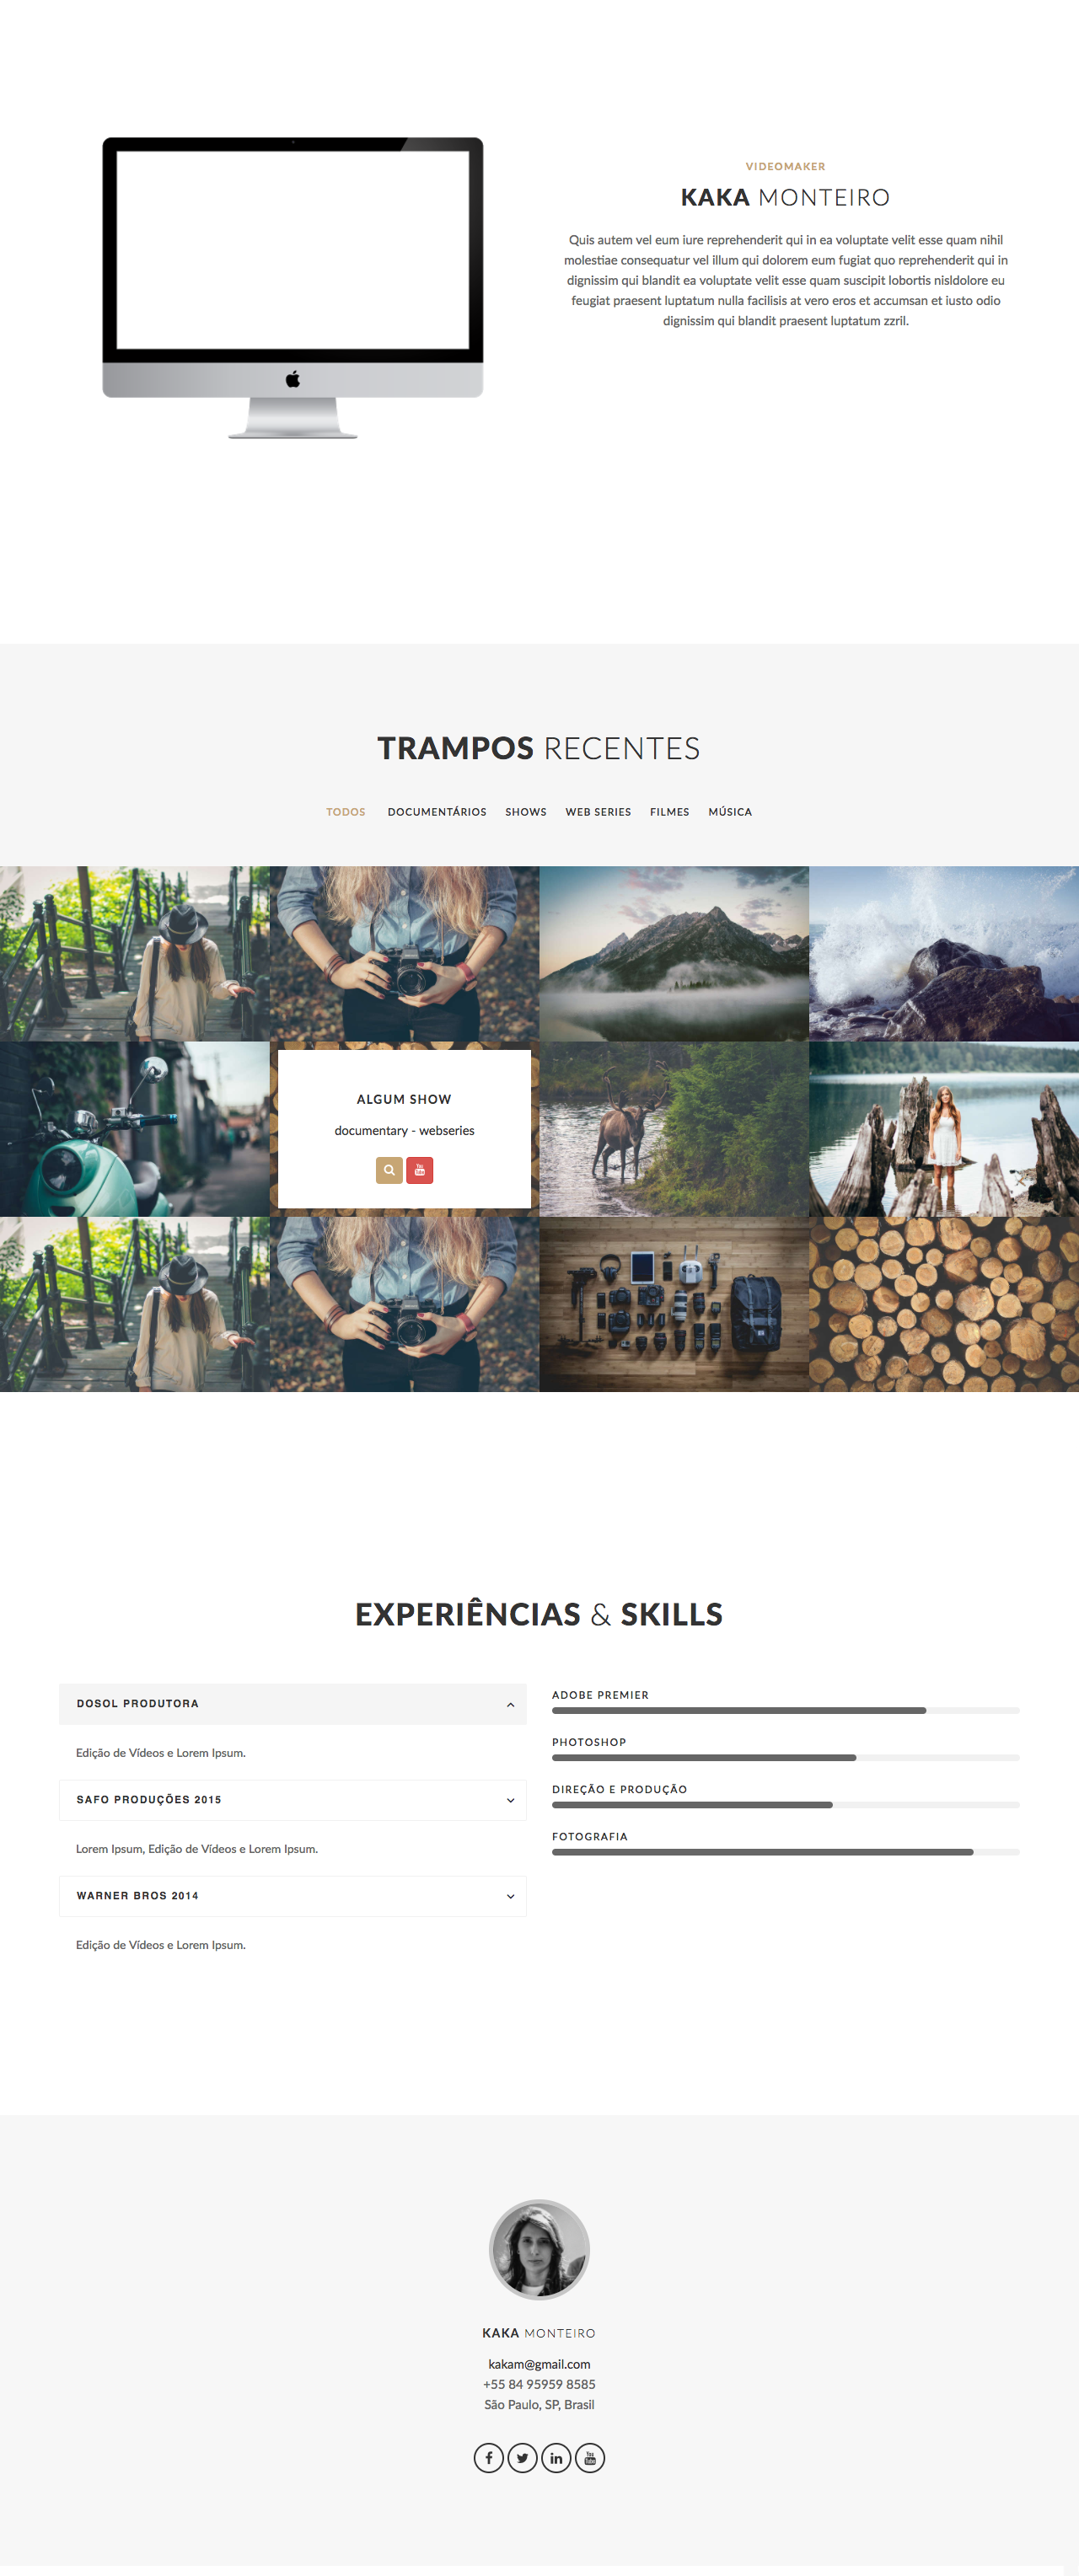 VIDEOMAKER
KAKA MONTEIRO
Quis autem vel eum iure reprehenderit qui in ea voluptate velit esse quam nihil
molestiae consequatur vel illum qui dolorem eum fugiat quo reprehenderit qui in
dignissim qui blandit ea voluptate velit esse quam suscipit lobortis nisldolore eu
feugiat praesent luptatum nulla facilisis at vero eros et accumsan et iusto odio
dignissim qui blandit praesent luptatum zzril.
TRAMPOS RECENTES
TODOS DOCUMENTÁRIOS SHOWS WEB SERIES FILMES MÚSICA
ALGUM SHOW
documentary - webseries
EXPERIÊNCIAS & SKILLS
DOSOL PRODUTORA
Edição de Vídeos e Lorem Ipsum.
SAFO PRODUÇÕES 2015
Lorem Ipsum, Edição de Vídeos e Lorem Ipsum.
WARNER BROS 2014
Edição de Vídeos e Lorem Ipsum.
ADOBE PREMIER
PHOTOSHOP
DIREÇÃO E PRODUÇÃO
FOTOGRAFIA
KAKA MONTEIRO
kakam@gmail.com
+55 84 95959 8585
São Paulo, SP, Brasil